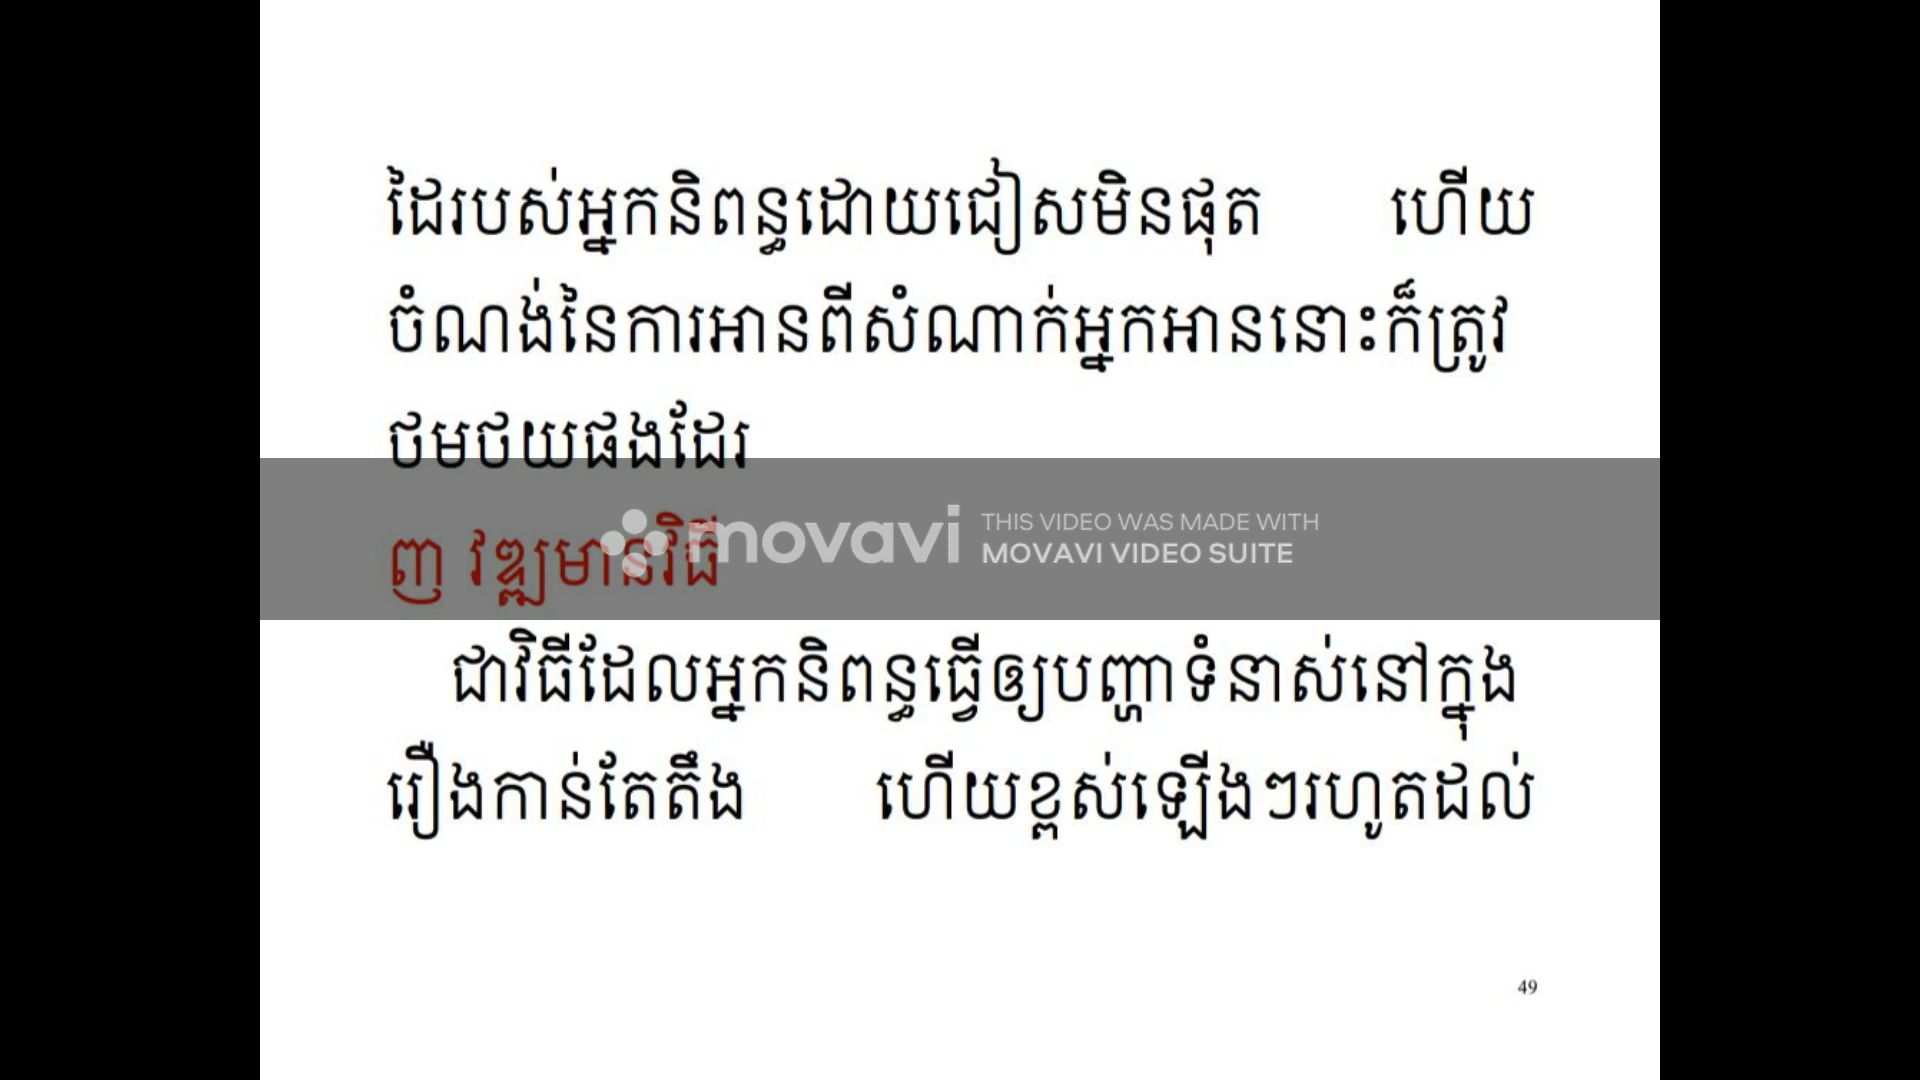 ដៃរបស់អ្នកនិពន្ធដោយជៀសមិនផុត ហើយ
ចំណង់នៃការអានពីសំណាក់អ្នកអាននោះក៏ត្រូវ
ថមថយផងដែរ
ញ វឌ្ឍមានវិធី
movavi THIS VIDEO WAS MADE WITH
MOVAVI VIDEO SUITE
ជាវិធីដែលអ្នកនិពន្ធធ្វើឲ្យបញ្ហាទំនាស់នៅក្នុង
រឿងកាន់តែតឹង ហើយខ្ពស់ឡើងៗរហូតដល់
49